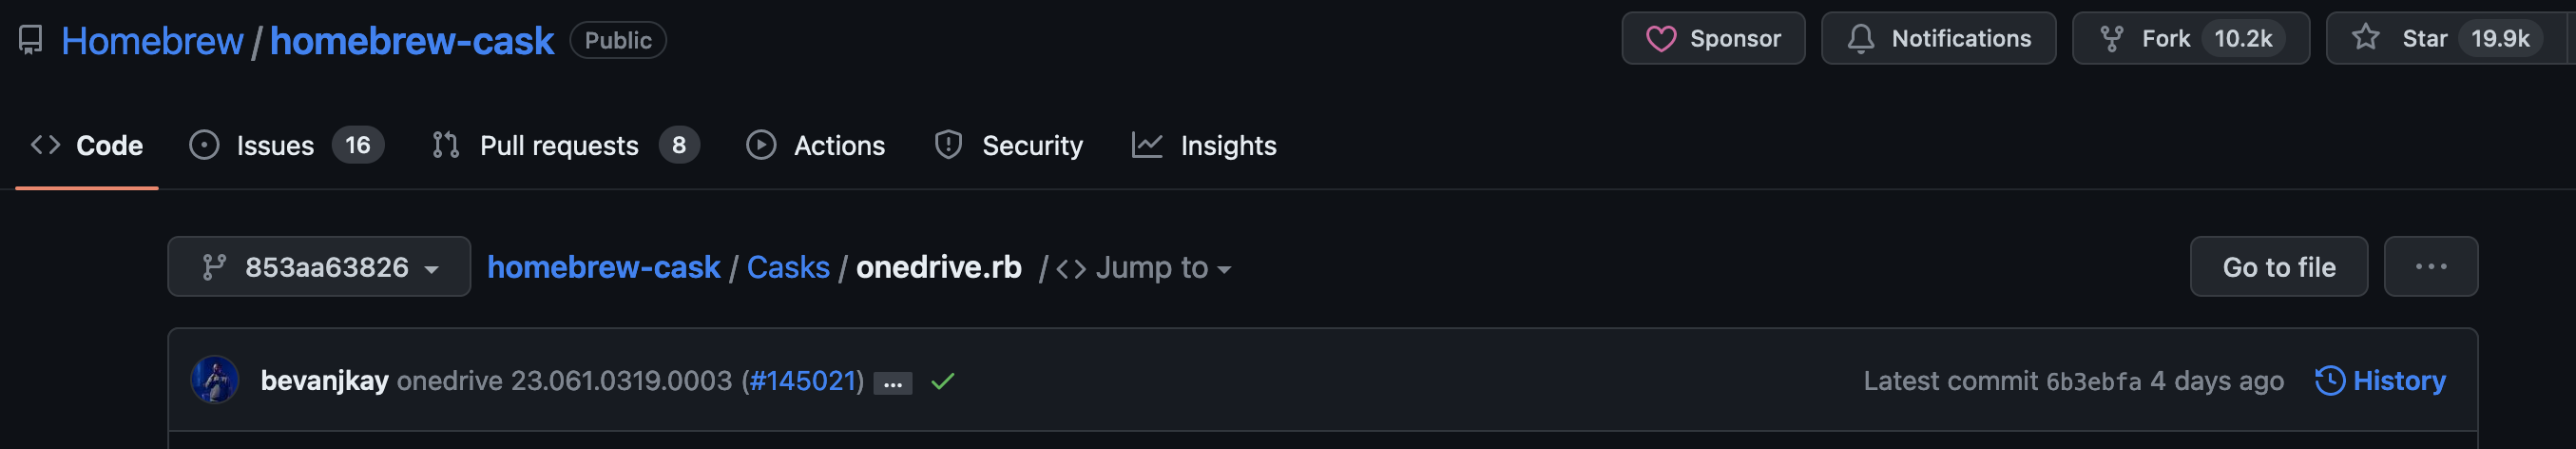 Homebrew / homebrew-cask Public Sponsor Notifications Fork 10.2k Star 19.9k
Code Issues 16 Pull requests 8 Actions Security Insights
853aa63826 homebrew-cask / Casks / onedrive.rb / <> Jump to Go to file ...
bevanjkay onedrive 23.061.0319.0003 (#145021) ... Latest commit 6b3ebfa 4 days ago History